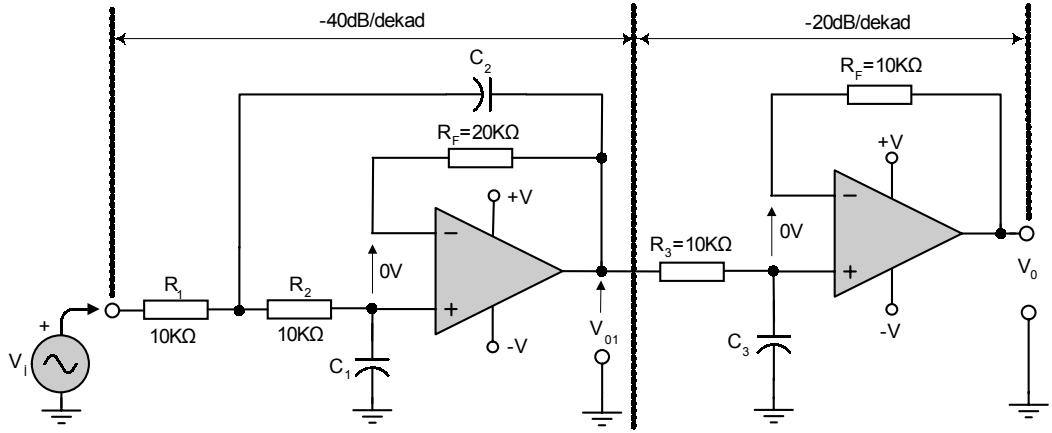 -40dB/dekad
-20dB/dekad
C2
RF=20KΩ
+V
-V
0V
R1
10KΩ
R2
10KΩ
C1
Vi
+
−
+
V01
R3=10KΩ
C3
RF=10KΩ
+V
-V
0V
−
+
V0